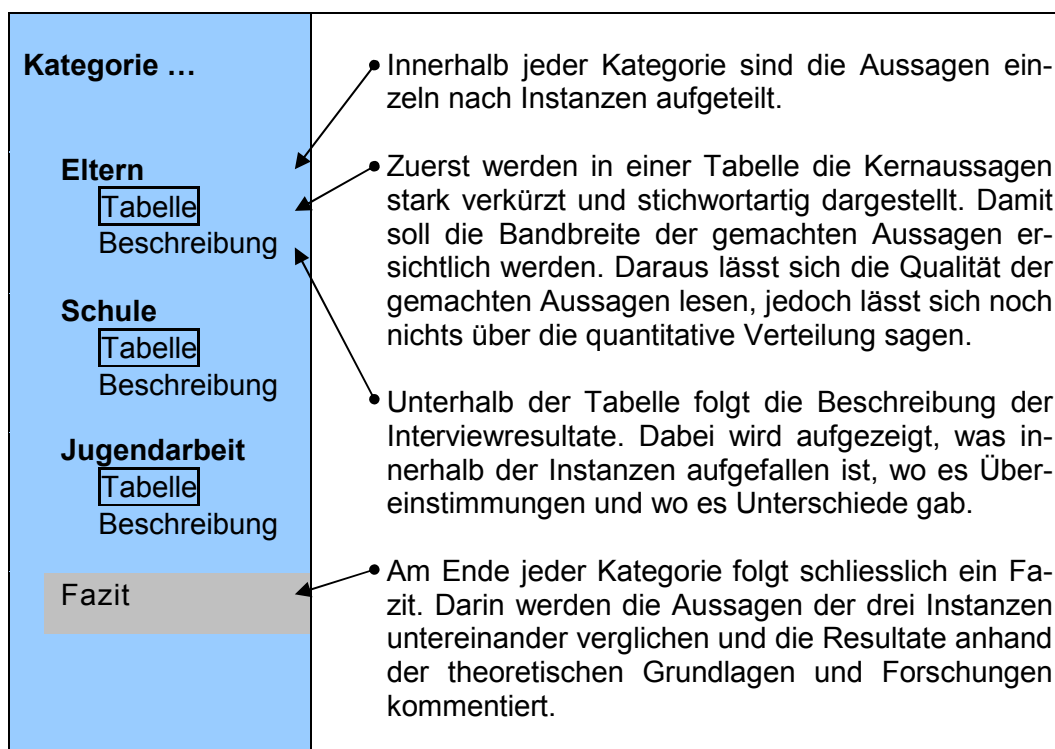 Kategorie …
Eltern
Tabelle
Beschreibung
Schule
Tabelle
Beschreibung
Jugendarbeit
Tabelle
Beschreibung
Fazit
Innerhalb jeder Kategorie sind die Aussagen ein-
zeln nach Instanzen aufgeteilt.
Zuerst werden in einer Tabelle die Kernaussagen
stark verkürzt und stichwortartig dargestellt. Damit
soll die Bandbreite der gemachten Aussagen er-
sichtlich werden. Daraus lässt sich die Qualität der
gemachten Aussagen lesen, jedoch lässt sich noch
nichts über die quantitative Verteilung sagen.
Unterhalb der Tabelle folgt die Beschreibung der
Interviewresultate. Dabei wird aufgezeigt, was in-
nerhalb der Instanzen aufgefallen ist, wo es Über-
einstimmungen und wo es Unterschiede gab.
Am Ende jeder Kategorie folgt schliesslich ein Fa-
zit. Darin werden die Aussagen der drei Instanzen
untereinander verglichen und die Resultate anhand
der theoretischen Grundlagen und Forschungen
kommentiert.